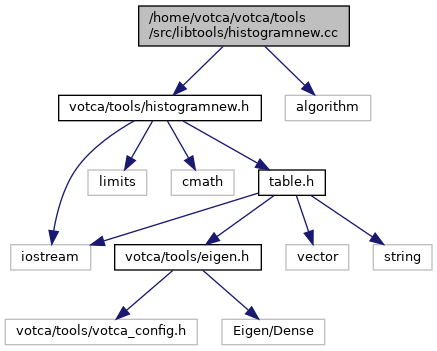 /home/votca/votca/tools
/src/libtools/histogramnew.cc
votca/tools/histogramnew.h
algorithm
limits
cmath
table.h
iostream
votca/tools/eigen.h
vector
string
votca/tools/votca_config.h
Eigen/Dense